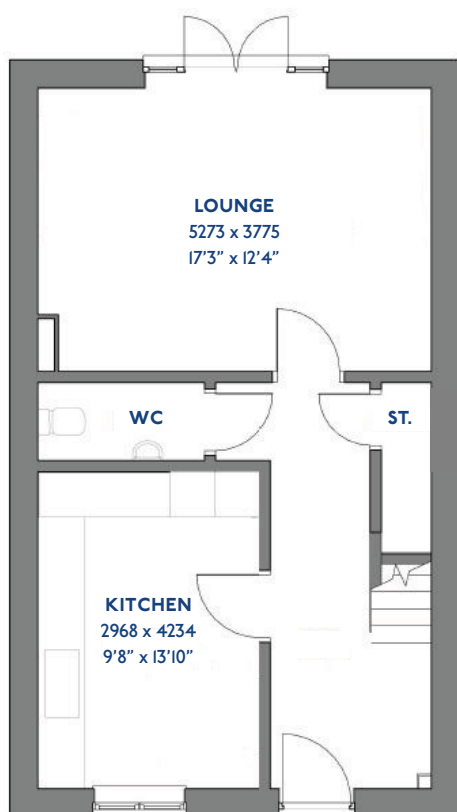 LOUNGE
5273 x 3775
17'3" x 12'4"
WC
ST.
KITCHEN
2968 x 4234
9'8" x 13'10"